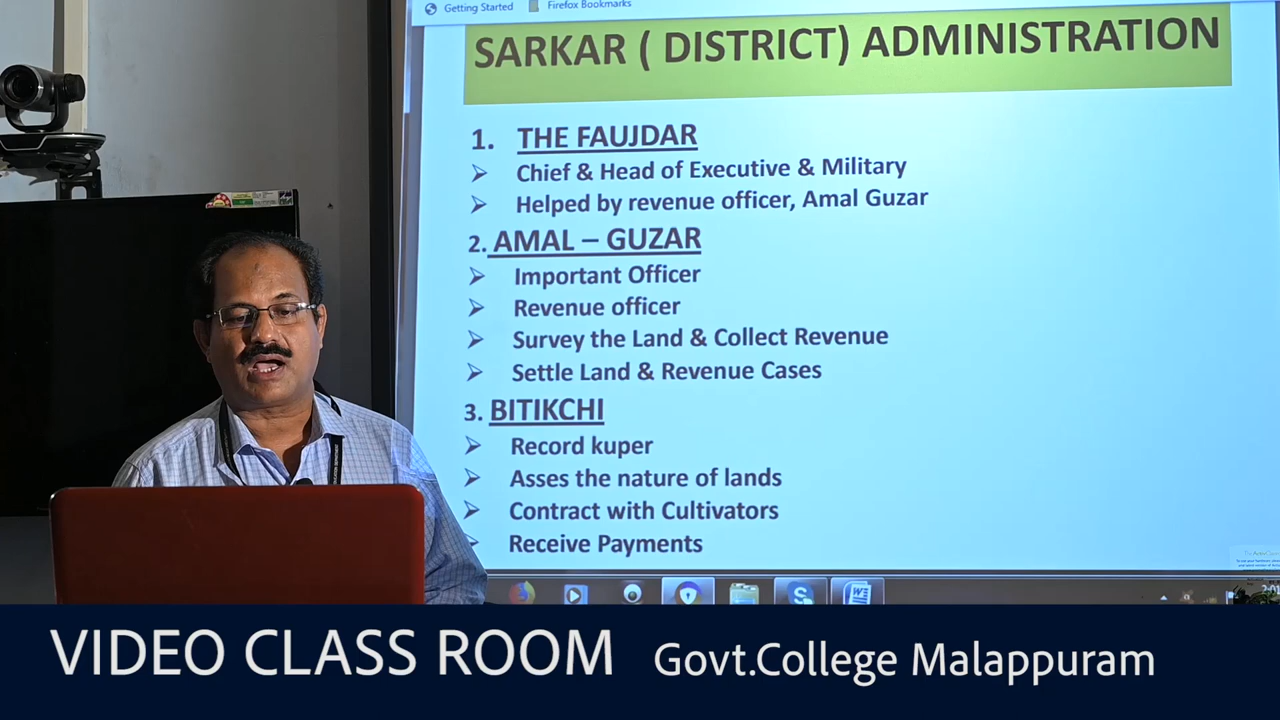 Getting Started Firefox Bookmarks
SARKAR ( DISTRICT) ADMINISTRATION
1. THE FAUJDAR
Chief & Head of Executive & Military
Helped by revenue officer, Amal Guzar
2. AMAL – GUZAR
Important Officer
Revenue officer
Survey the Land & Collect Revenue
Settle Land & Revenue Cases
3. BITIKCHI
Record kuper
Asses the nature of lands
Contract with Cultivators
Receive Payments
VIDEO CLASS ROOM Govt.College Malappuram